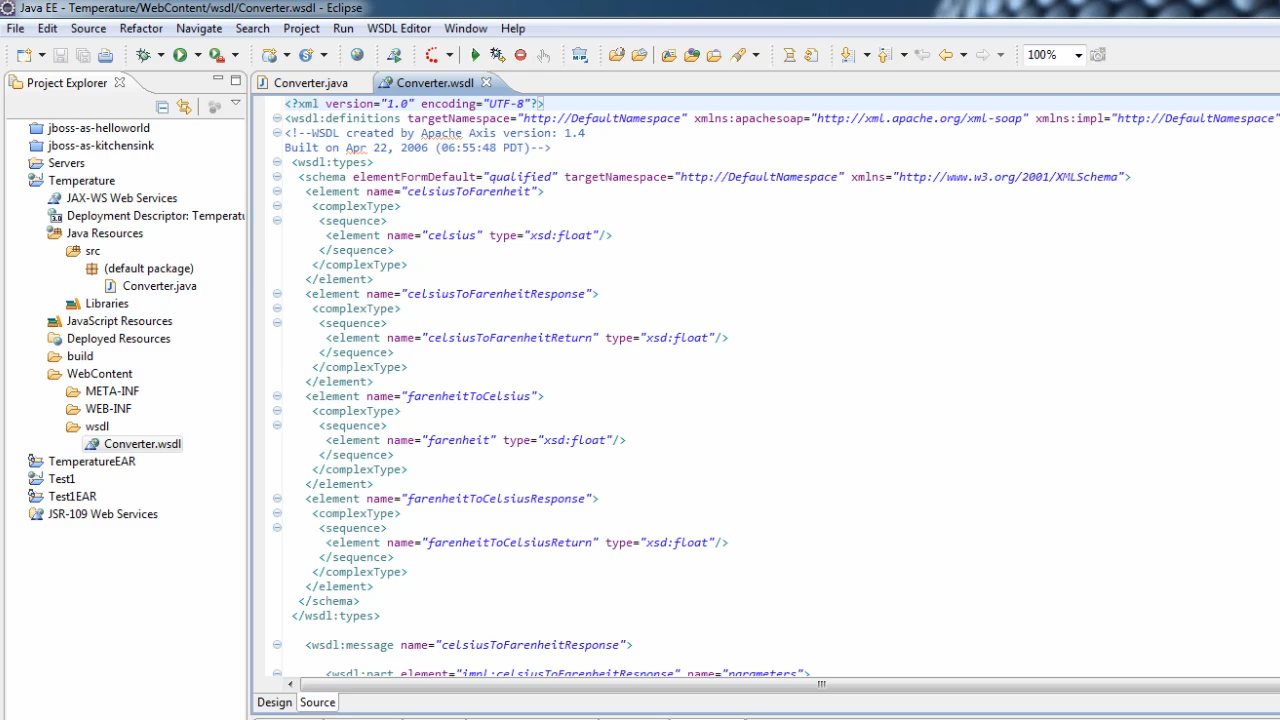 Java EE - Temperature/WebContent/wsdl/Converter.wsdl - Eclipse
File Edit Source Refactor Navigate Search Project Run WSDL Editor Window Help
100%
Project Explorer
Converter.java
Converter.wsdl
jboss-as-helloworld
jboss-as-kitchensink
Servers
Temperature
JAX-WS Web Services
Deployment Descriptor: Temperatu
Java Resources
src
(default package)
Converter.java
Libraries
JavaScript Resources
Deployed Resources
build
WebContent
META-INF
WEB-INF
wsdl
Converter.wsdl
TemperatureEAR
Test1
Test1EAR
JSR-109 Web Services
<?xml version="1.0" encoding="UTF-8"?>
<wsdl:definitions targetNamespace="http://DefaultNamespace" xmlns:apachesoap="http://xml.apache.org/xml-soap" xmlns:impl="http://DefaultNamesp
<!--WSDL created by Apache Axis version: 1.4
Built on Apr 22, 2006 (06:55:48 PDT)-->
<wsdl:types>
<schema elementFormDefault="qualified" targetNamespace="http://DefaultNamespace" xmlns="http://www.w3.org/2001/XMLSchema">
<element name="celsiusToFarenheit">
<complexType>
<sequence>
<element name="celsius" type="xsd:float"/>
</sequence>
</complexType>
</element>
<element name="celsiusToFarenheitResponse">
<complexType>
<sequence>
<element name="celsiusToFarenheitReturn" type="xsd:float"/>
</sequence>
</complexType>
</element>
<element name="farenheitToCelsius">
<complexType>
<sequence>
<element name="farenheit" type="xsd:float"/>
</sequence>
</complexType>
</element>
<element name="farenheitToCelsiusResponse">
<complexType>
<sequence>
<element name="farenheitToCelsiusReturn" type="xsd:float"/>
</sequence>
</complexType>
</element>
</schema>
</wsdl:types>
<wsdl:message name="celsiusToFarenheitResponse">
<wsdl:part element="impl:celsiusToFarenheitResponse" name="parameters">
Design Source